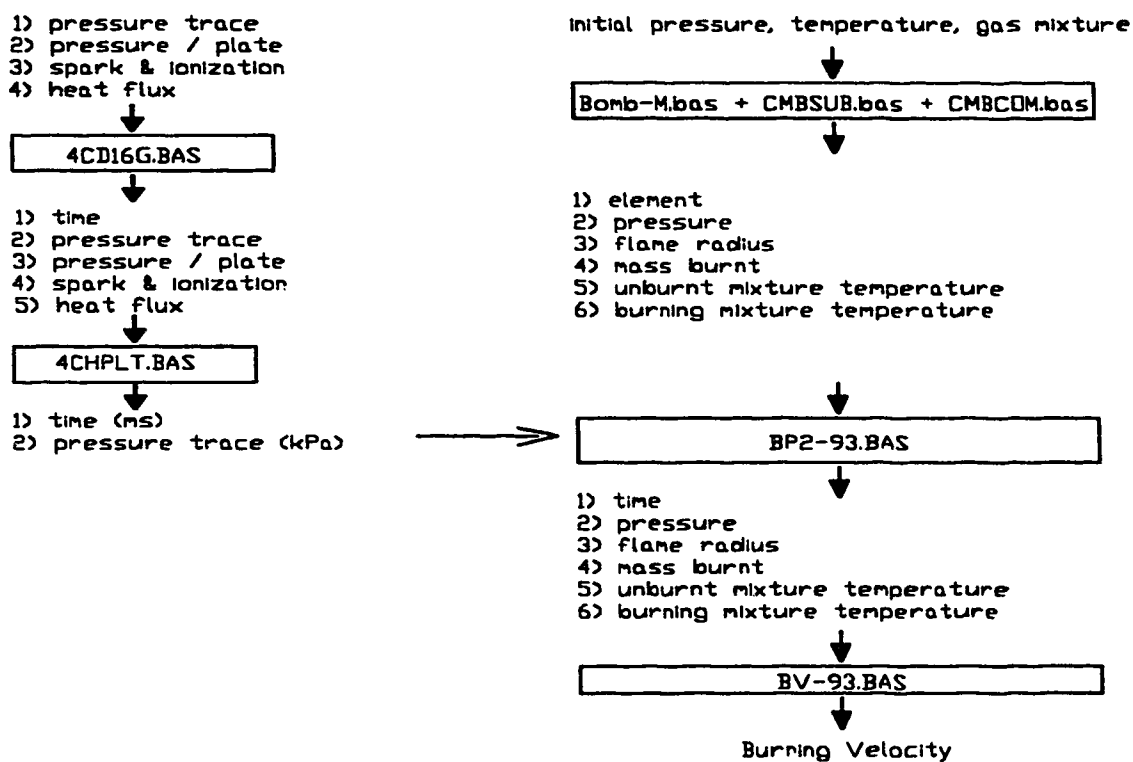 1) pressure trace
2) pressure / plate
3) spark & ionization
4) heat flux
4CD16G.BAS
1) time
2) pressure trace
3) pressure / plate
4) spark & ionization
5) heat flux
4CHPLT.BAS
1) time (ms)
2) pressure trace (kPa)
initial pressure, temperature, gas mixture
Bomb-M.bas + CMBSUB.bas + CMBCOM.bas
1) element
2) pressure
3) flame radius
4) mass burnt
5) unburnt mixture temperature
6) burning mixture temperature
BP2-93.BAS
1) time
2) pressure
3) flame radius
4) mass burnt
5) unburnt mixture temperature
6) burning mixture temperature
BV-93.BAS
Burning Velocity